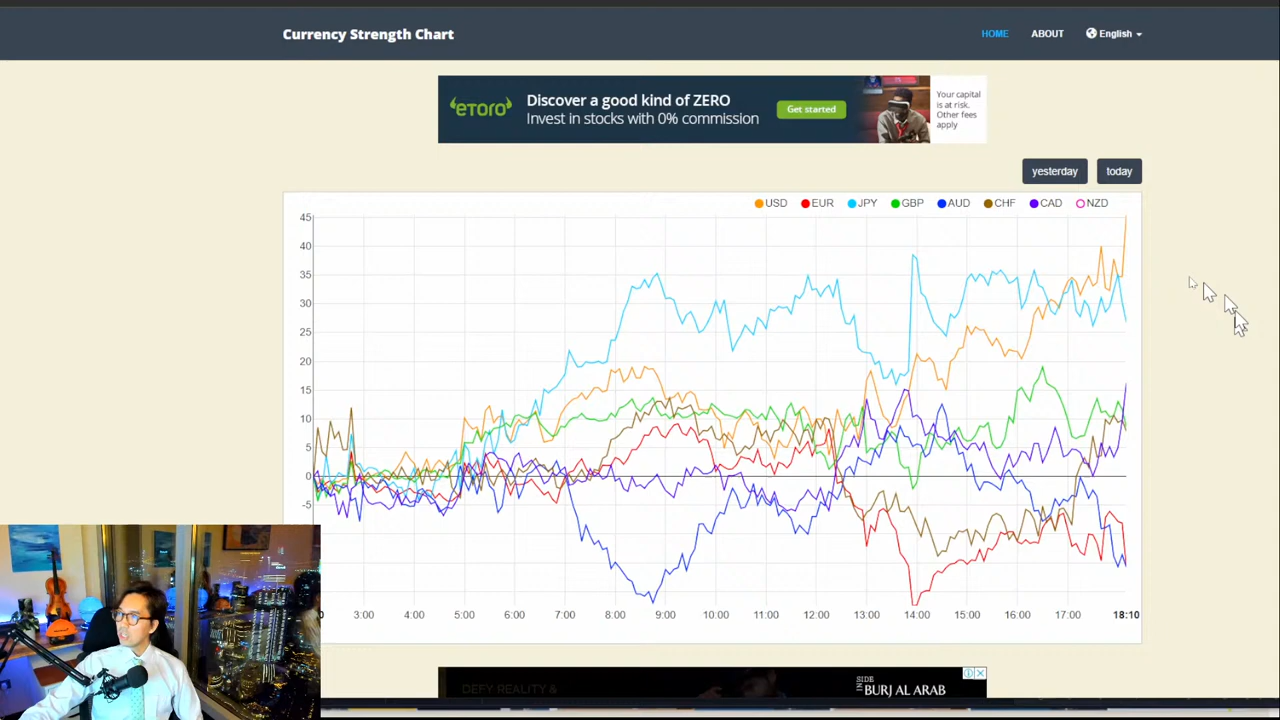 Currency Strength Chart
HOME ABOUT English
eTORO
Discover a good kind of ZERO
Invest in stocks with 0% commission
Get started
Your capital
is at risk.
Other fees
apply
yesterday today
USD EUR JPY GBP AUD CHF CAD NZD
45
40
35
30
25
20
15
10
5
0
-5
3:00 4:00 5:00 6:00 7:00 8:00 9:00 10:00 11:00 12:00 13:00 14:00 15:00 16:00 17:00 18:10
DEFY REALITY &
SIDE
IN BURJ AL ARAB